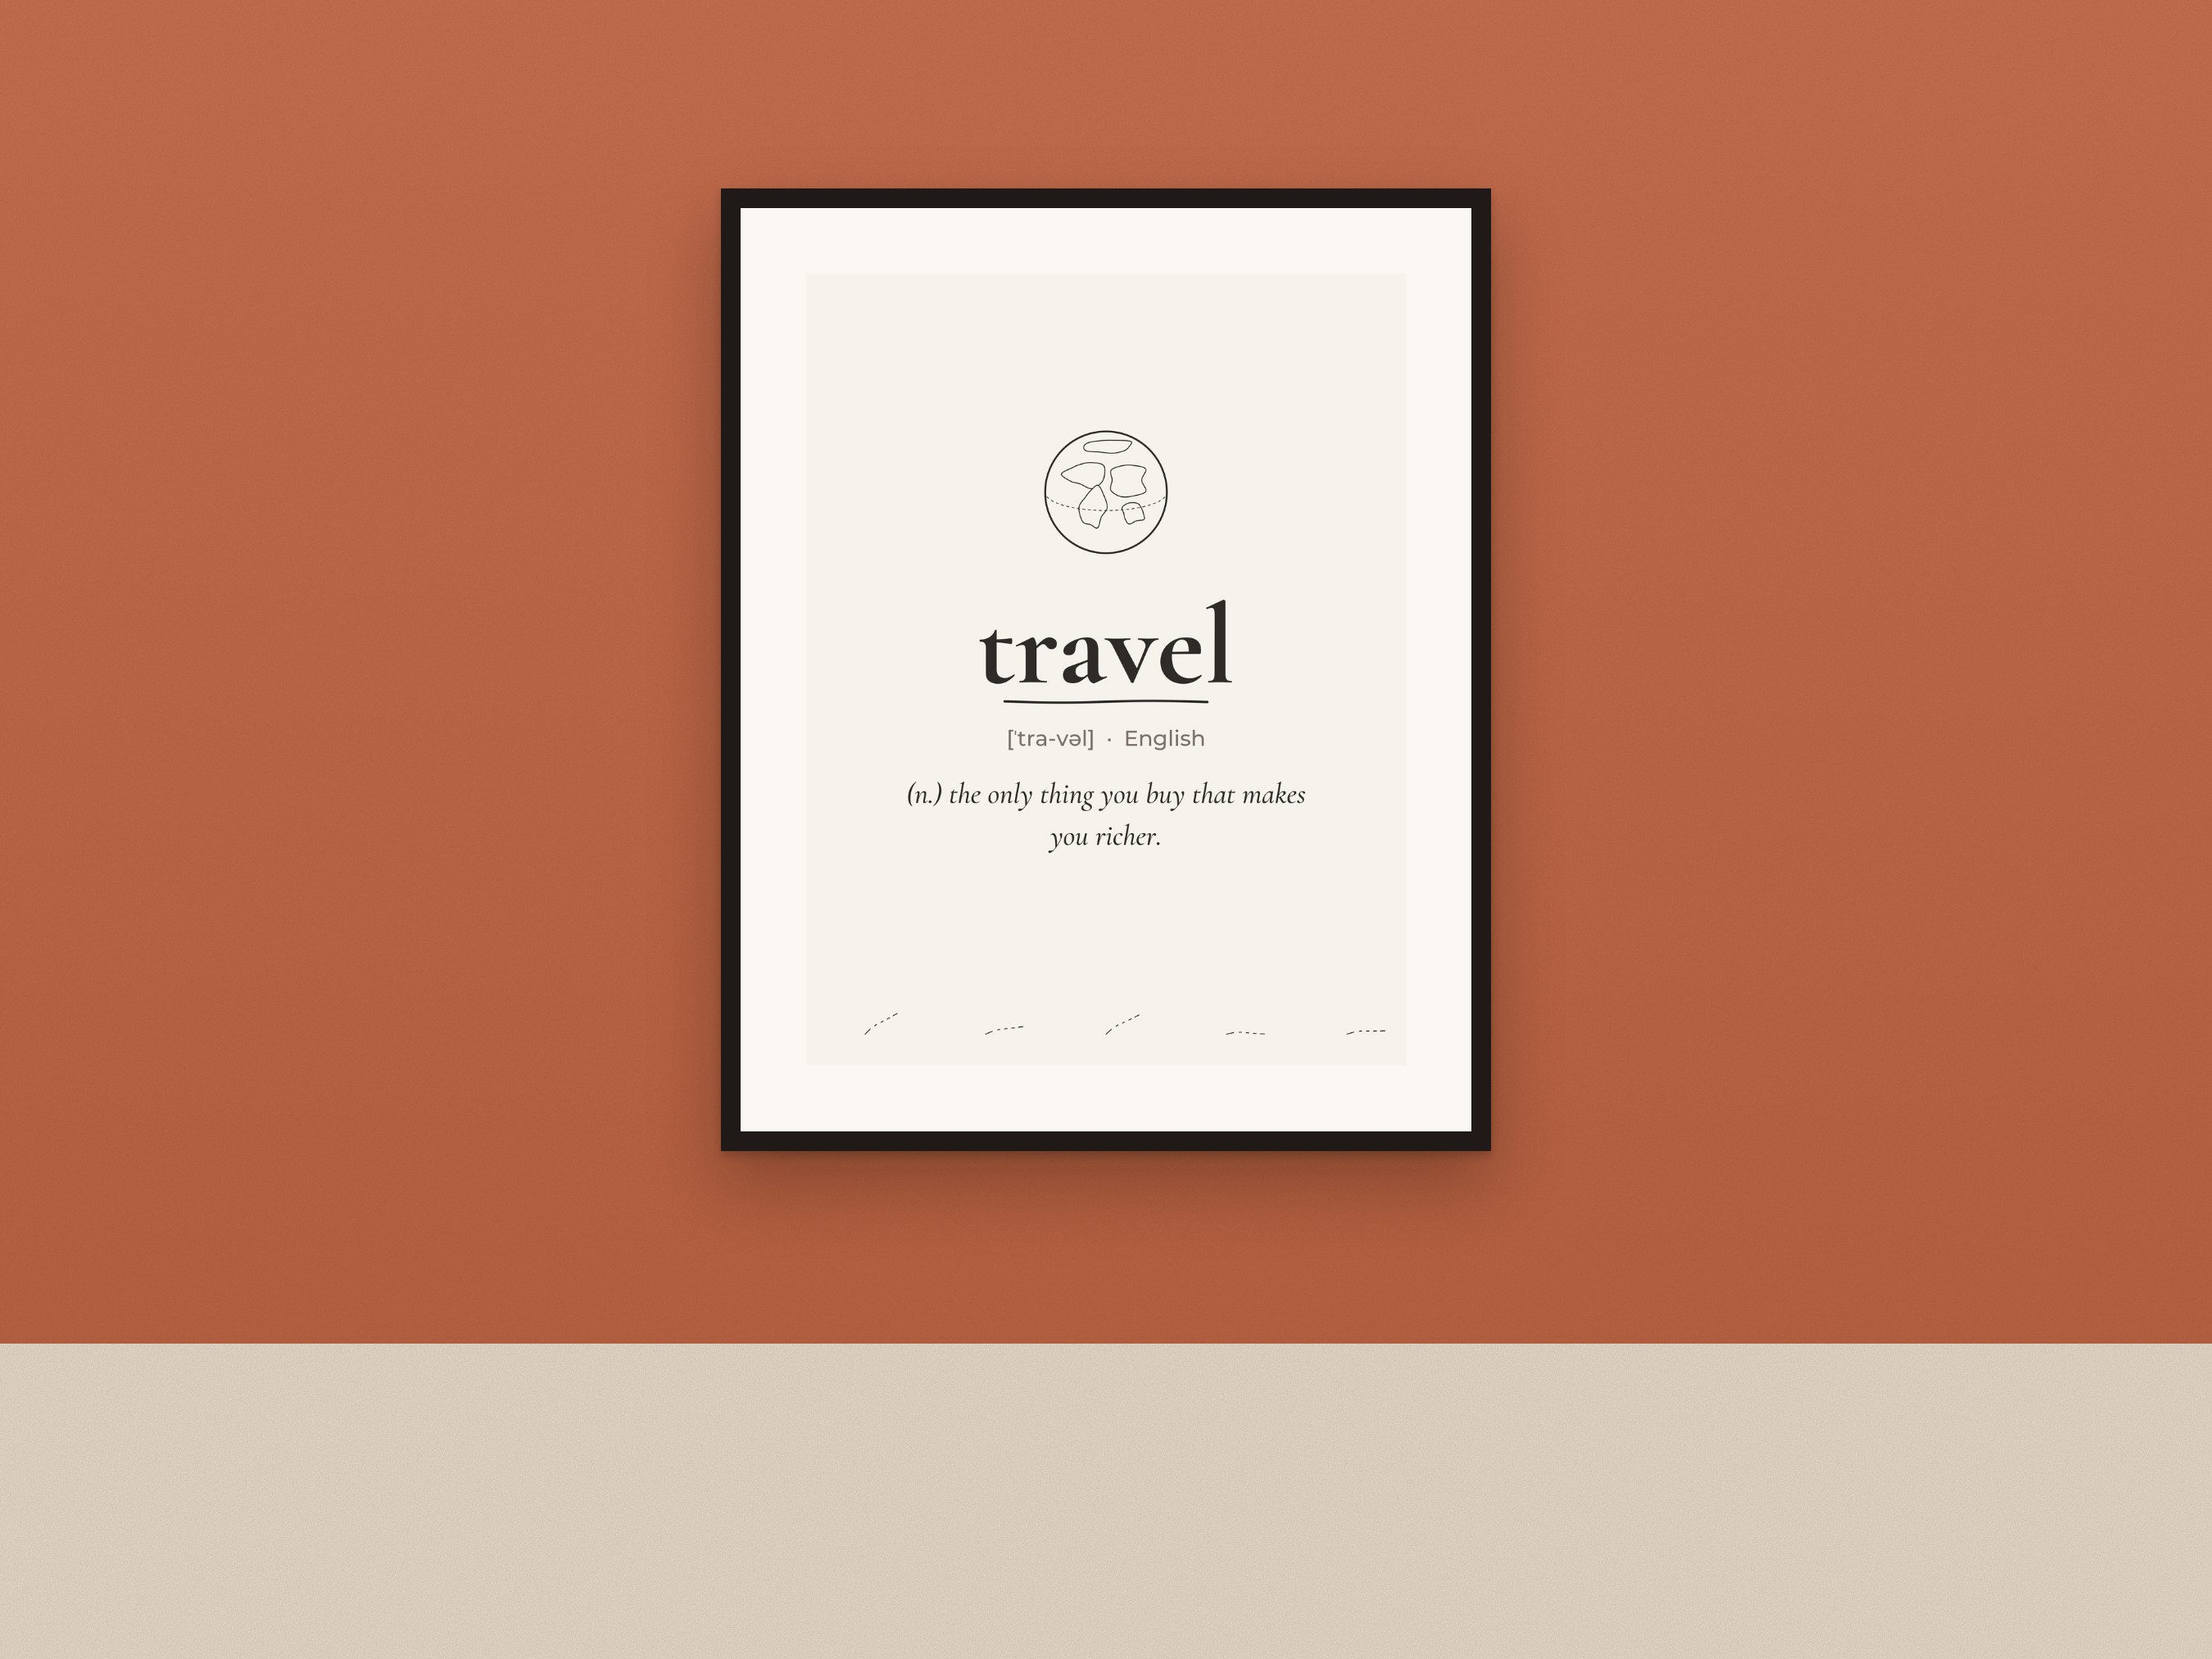 travel
[ˈtra-vəl] · English
(n.) the only thing you buy that makes
you richer.